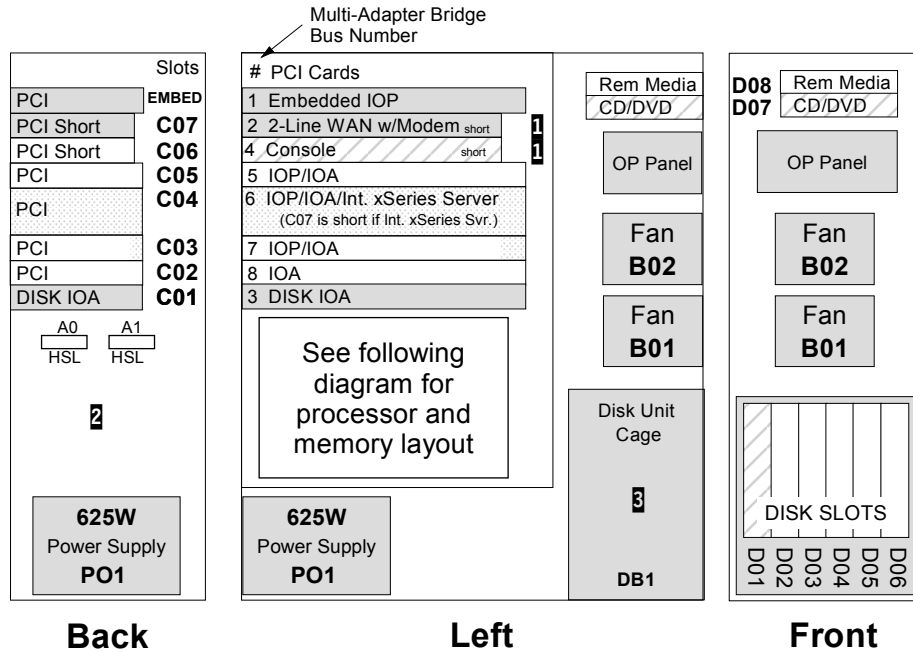 Multi-Adapter Bridge
Bus Number
Slots
PCI EMBED
PCI Short C07
PCI Short C06
PCI C05
PCI C04
PCI C03
PCI C02
DISK IOA C01
A0 A1
HSL HSL
2
625W
Power Supply
PO1
Back
# PCI Cards
1 Embedded IOP
2 2-Line WAN w/Modem short 1
4 Console short 1
5 IOP/IOA
6 IOP/IOA/Int. xSeries Server
(C07 is short if Int. xSeries Svr.)
7 IOP/IOA
8 IOA
3 DISK IOA
See following
diagram for
processor and
memory layout
625W
Power Supply
PO1
Rem Media
CD/DVD
OP Panel
Fan
B02
Fan
B01
Disk Unit
Cage
3
DB1
Left
D08 Rem Media
D07 CD/DVD
OP Panel
Fan
B02
Fan
B01
DISK SLOTS
D01
D02
D03
D04
D05
D06
Front